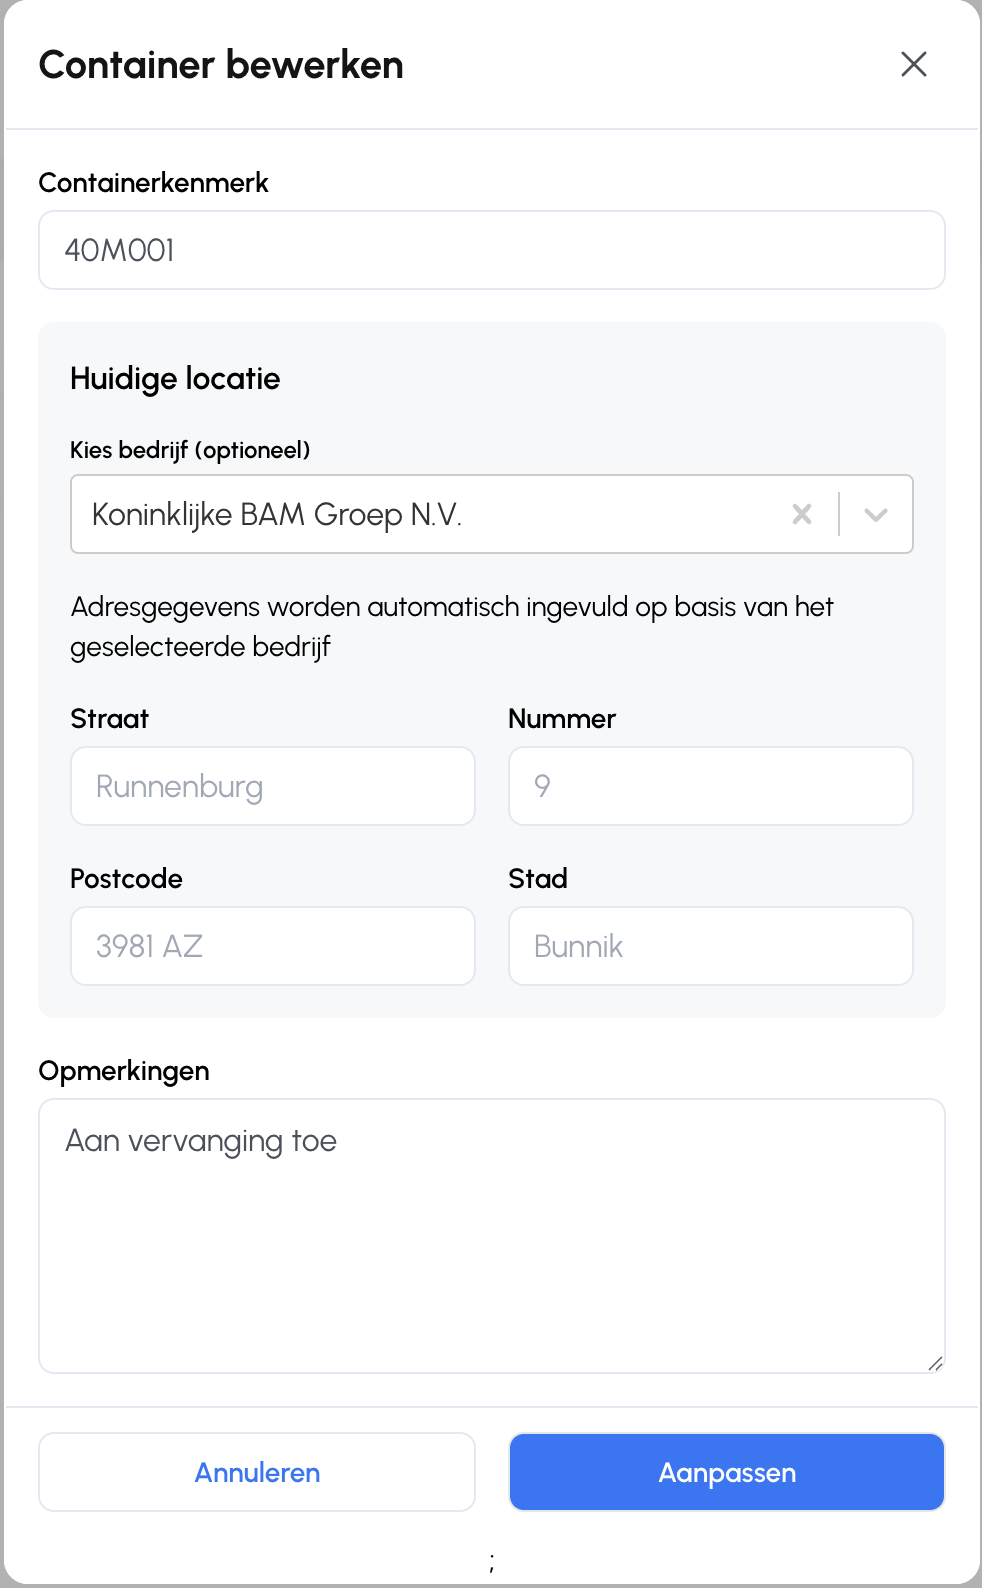 Container bewerken
Containerkenmerk
40M001
Huidige locatie
Kies bedrijf (optioneel)
Koninklijke BAM Groep N.V.
Adresgegevens worden automatisch ingevuld op basis van het
geselecteerde bedrijf
Straat
Nummer
Runnenburg
9
Postcode
Stad
3981 AZ
Bunnik
Opmerkingen
Aan vervanging toe
Annuleren
Aanpassen
;